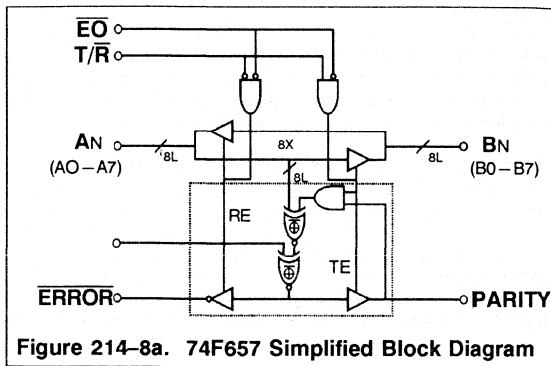 EO
T/R
AN
(AO–A7)
8L
8X
8L
8L
BN
(B0–B7)
RE
TE
ERROR
PARITY
Figure 214–8a. 74F657 Simplified Block Diagram